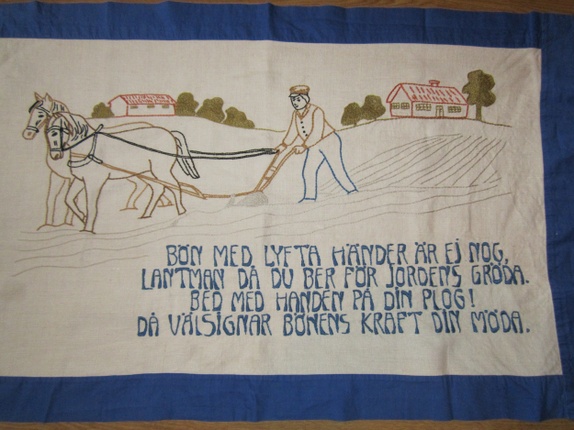 BÖN MED LYFTA HÄNDER ÄR EJ NOG,
LANTMAN DÅ DU BER FÖR JORDENS GRÖDA.
BED MED HANDEN PÅ DIN PLOG!
DÅ VÄLSIGNAR BÖNENS KRAFT DIN MÖDA.